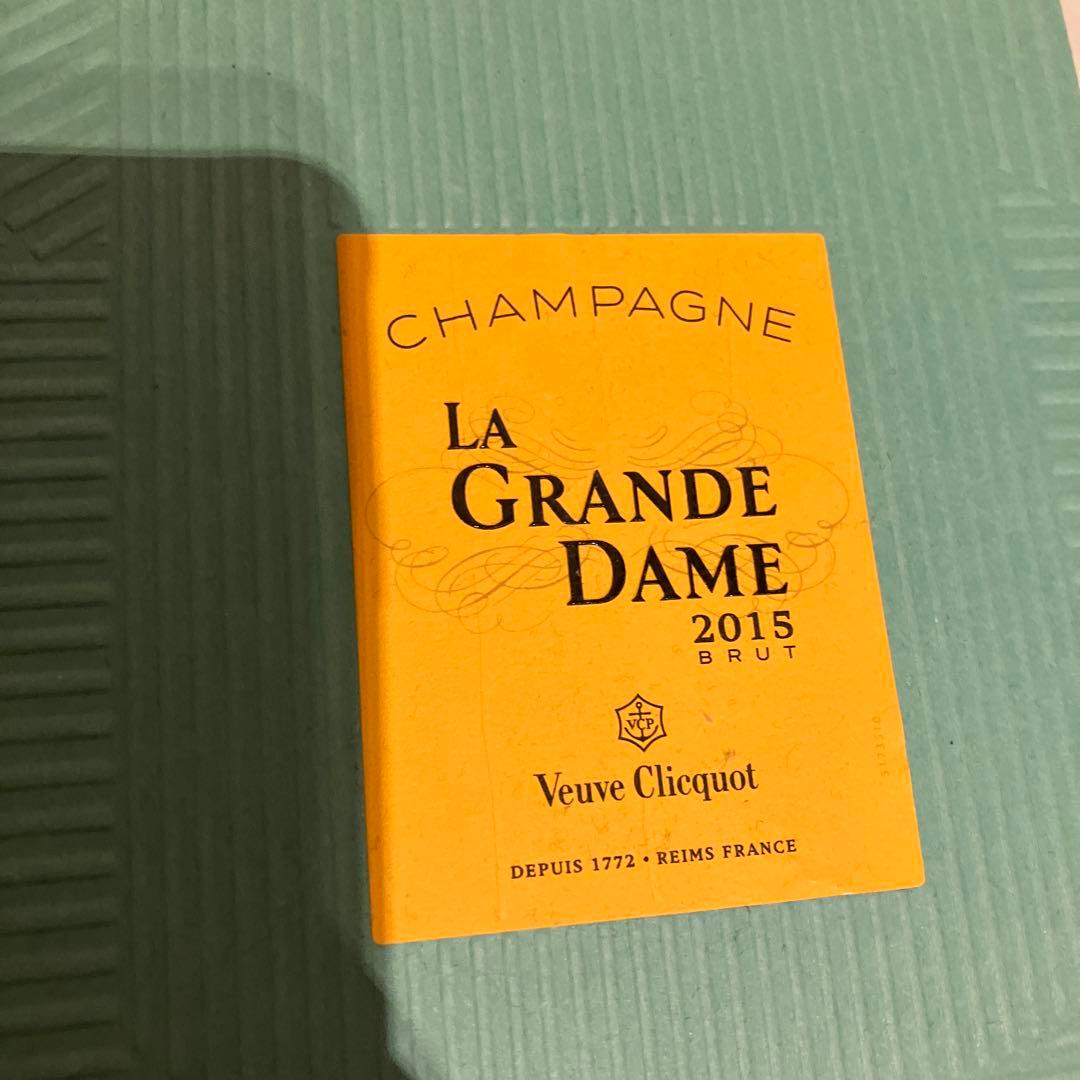 CHAMPAGNE
LA
GRANDE
DAME
2015
BRUT
VCP
Veuve Clicquot
DEPUIS 1772 • REIMS FRANCE